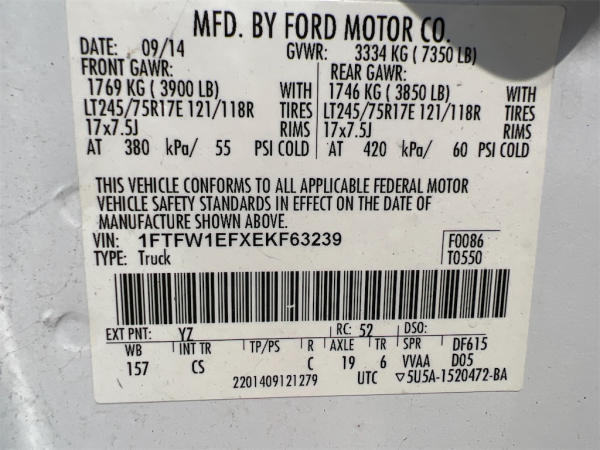 MFD. BY FORD MOTOR CO.
DATE: 09/14 GVWR: 3334 KG ( 7350 LB)
FRONT GAWR: REAR GAWR:
1769 KG (3900 LB) WITH 1746 KG ( 3850 LB) WITH
LT245/75R17E 121/118R TIRES LT245/75R17E 121/118R TIRES
17x7.5J RIMS 17x7.5J RIMS
AT 380 kPa/ 55 PSI COLD AT 420 kPa/ 60 PSI COLD
THIS VEHICLE CONFORMS TO ALL APPLICABLE FEDERAL MOTOR
VEHICLE SAFETY STANDARDS IN EFFECT ON THE DATE OF
MANUFACTURE SHOWN ABOVE.
VIN: 1FTFW1EFXEKF63239 F0086
TYPE: Truck T0550
EXT PNT: YZ RC: 52 DSO:
WB INT TR TP/PS R AXLE TR SPR DF615
157 CS C 19 6 VVAA D05
2201409121279 UTC ▽5U5A-1520472-BA